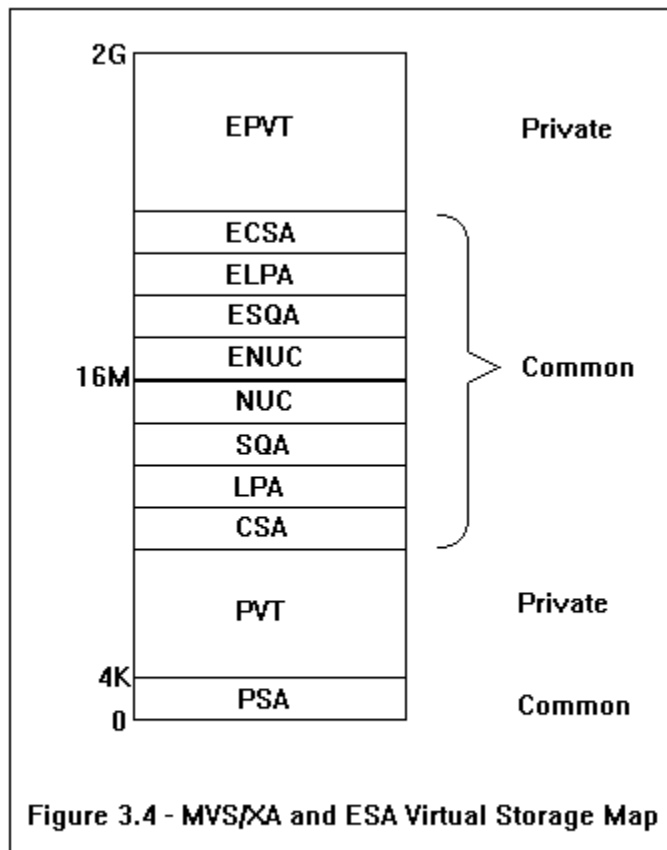 2G
EPVT Private
ECSA
ELPA
ESQA
ENUC
16M Common
NUC
SQA
LPA
CSA
PVT Private
4K
PSA Common
0
Figure 3.4 - MVS/XA and ESA Virtual Storage Map